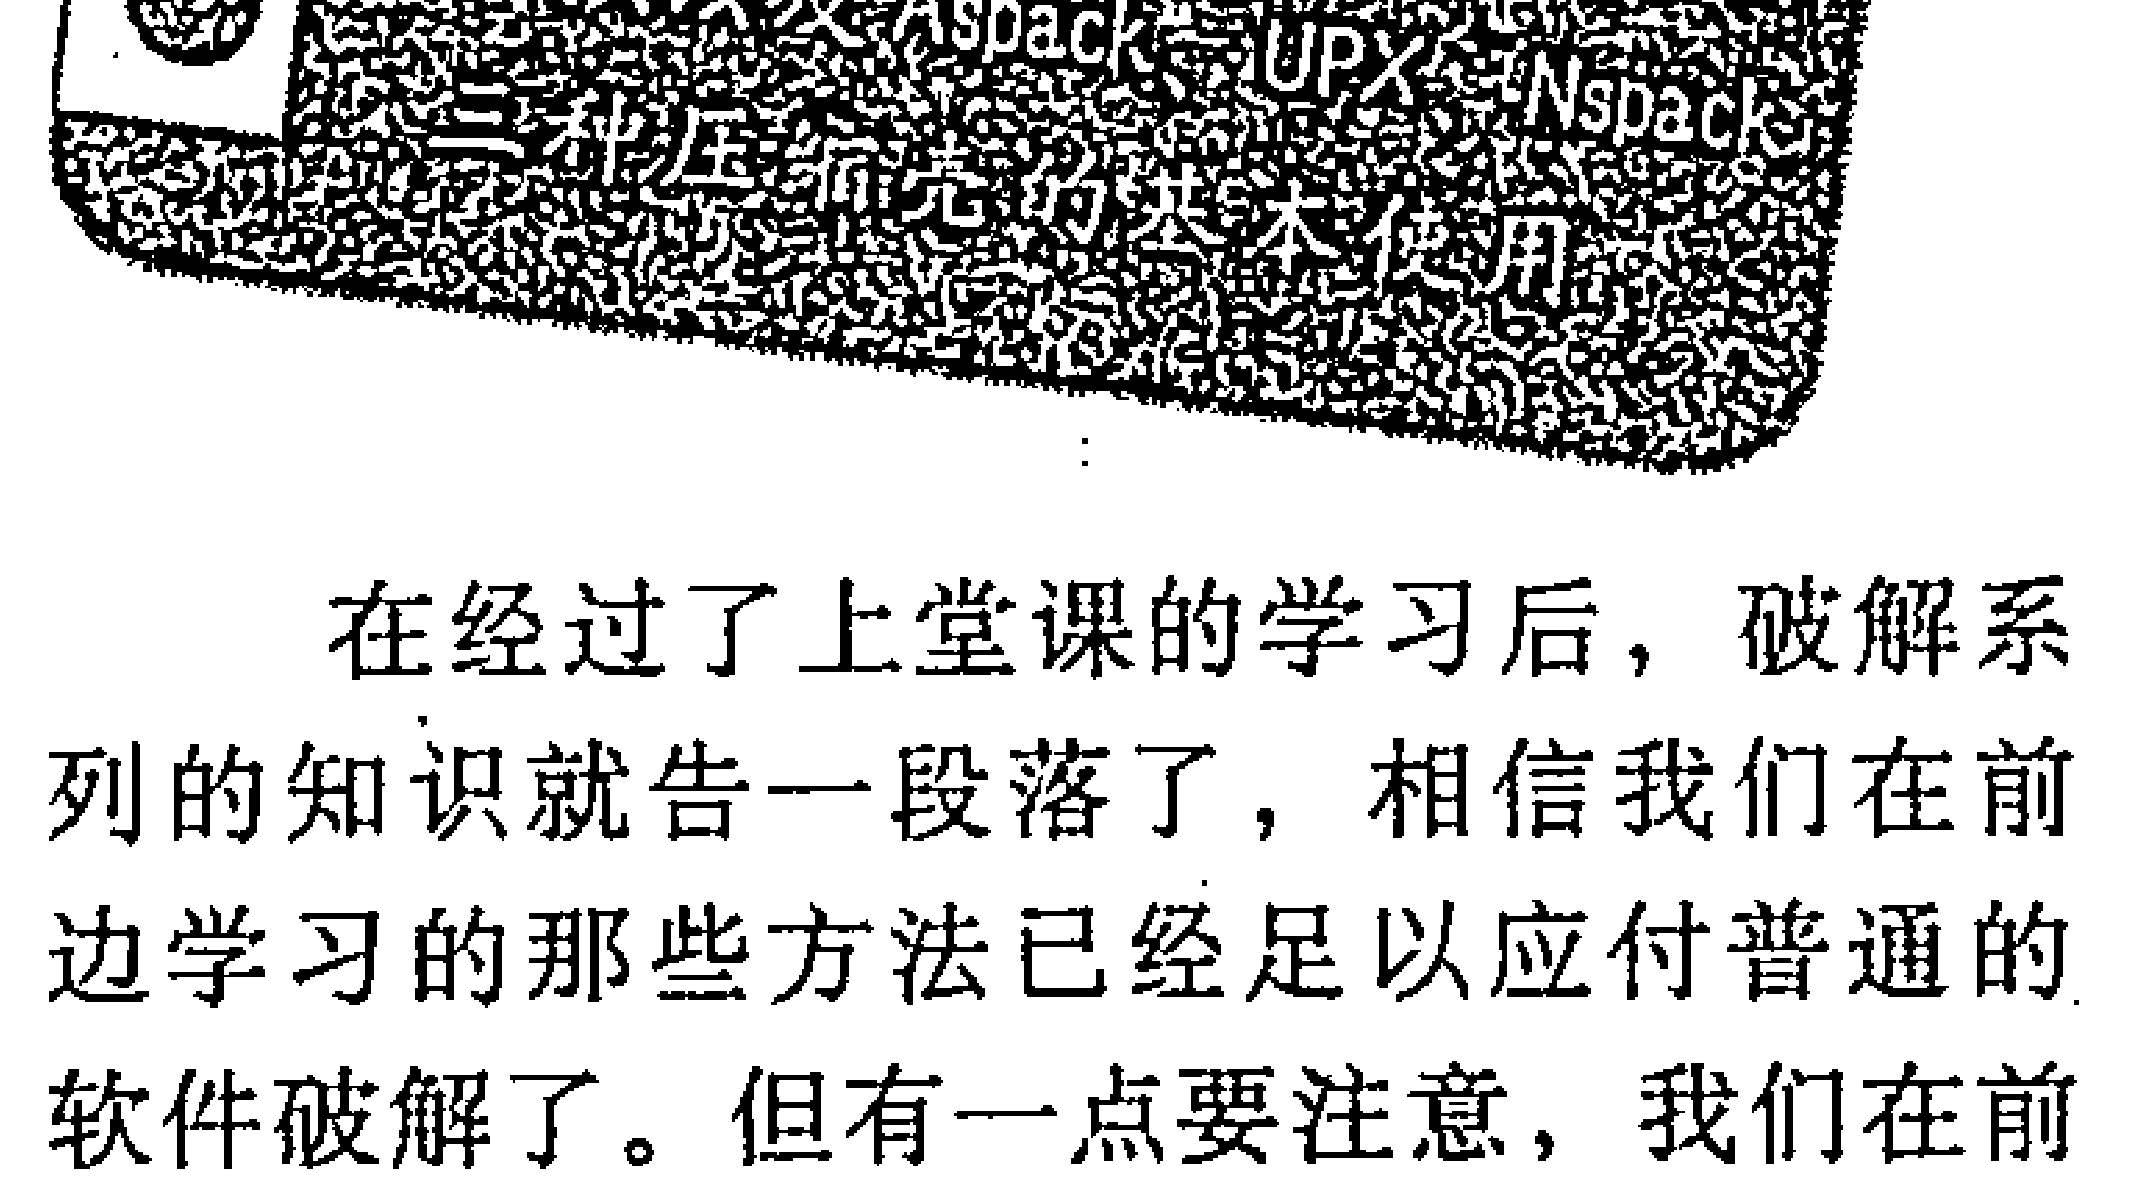 Aspack UPX Nspack
三种压缩壳的基本使用
在经过了上堂课的学习后，破解系
列的知识就告一段落了，相信我们在前
边学习的那些方法已经足以应付普通的
软件破解了。但有一点要注意，我们在前